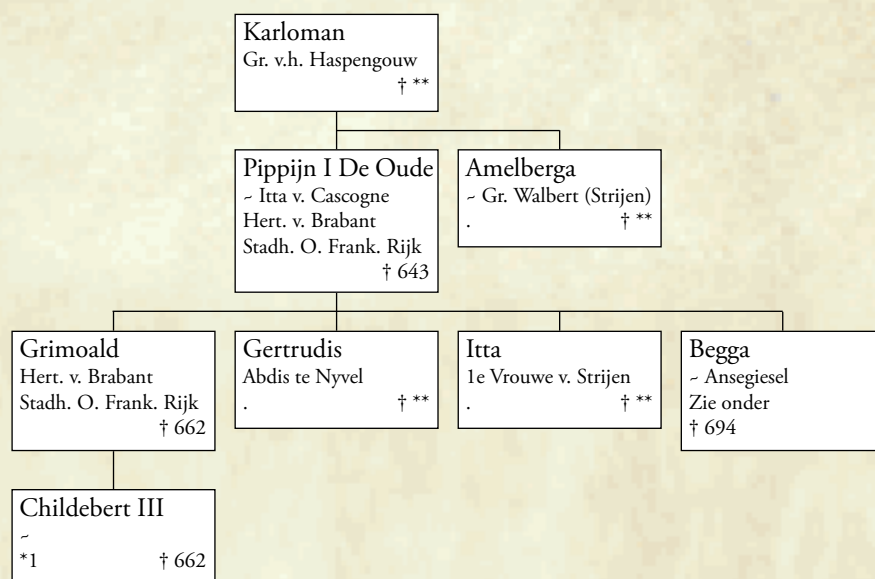 Karloman
Gr. v.h. Haspengouw
† **
Pippijn I De Oude
~ Itta v. Cascogne
Hert. v. Brabant
Stadh. O. Frank. Rijk
† 643
Amelberga
~ Gr. Walbert (Strijen)
. † **
Grimoald
Hert. v. Brabant
Stadh. O. Frank. Rijk
† 662
Gertrudis
Abdis te Nyvel
. † **
Itta
1e Vrouwe v. Strijen
. † **
Begga
~ Ansegiesel
Zie onder
† 694
Childebert III
~
*1 † 662